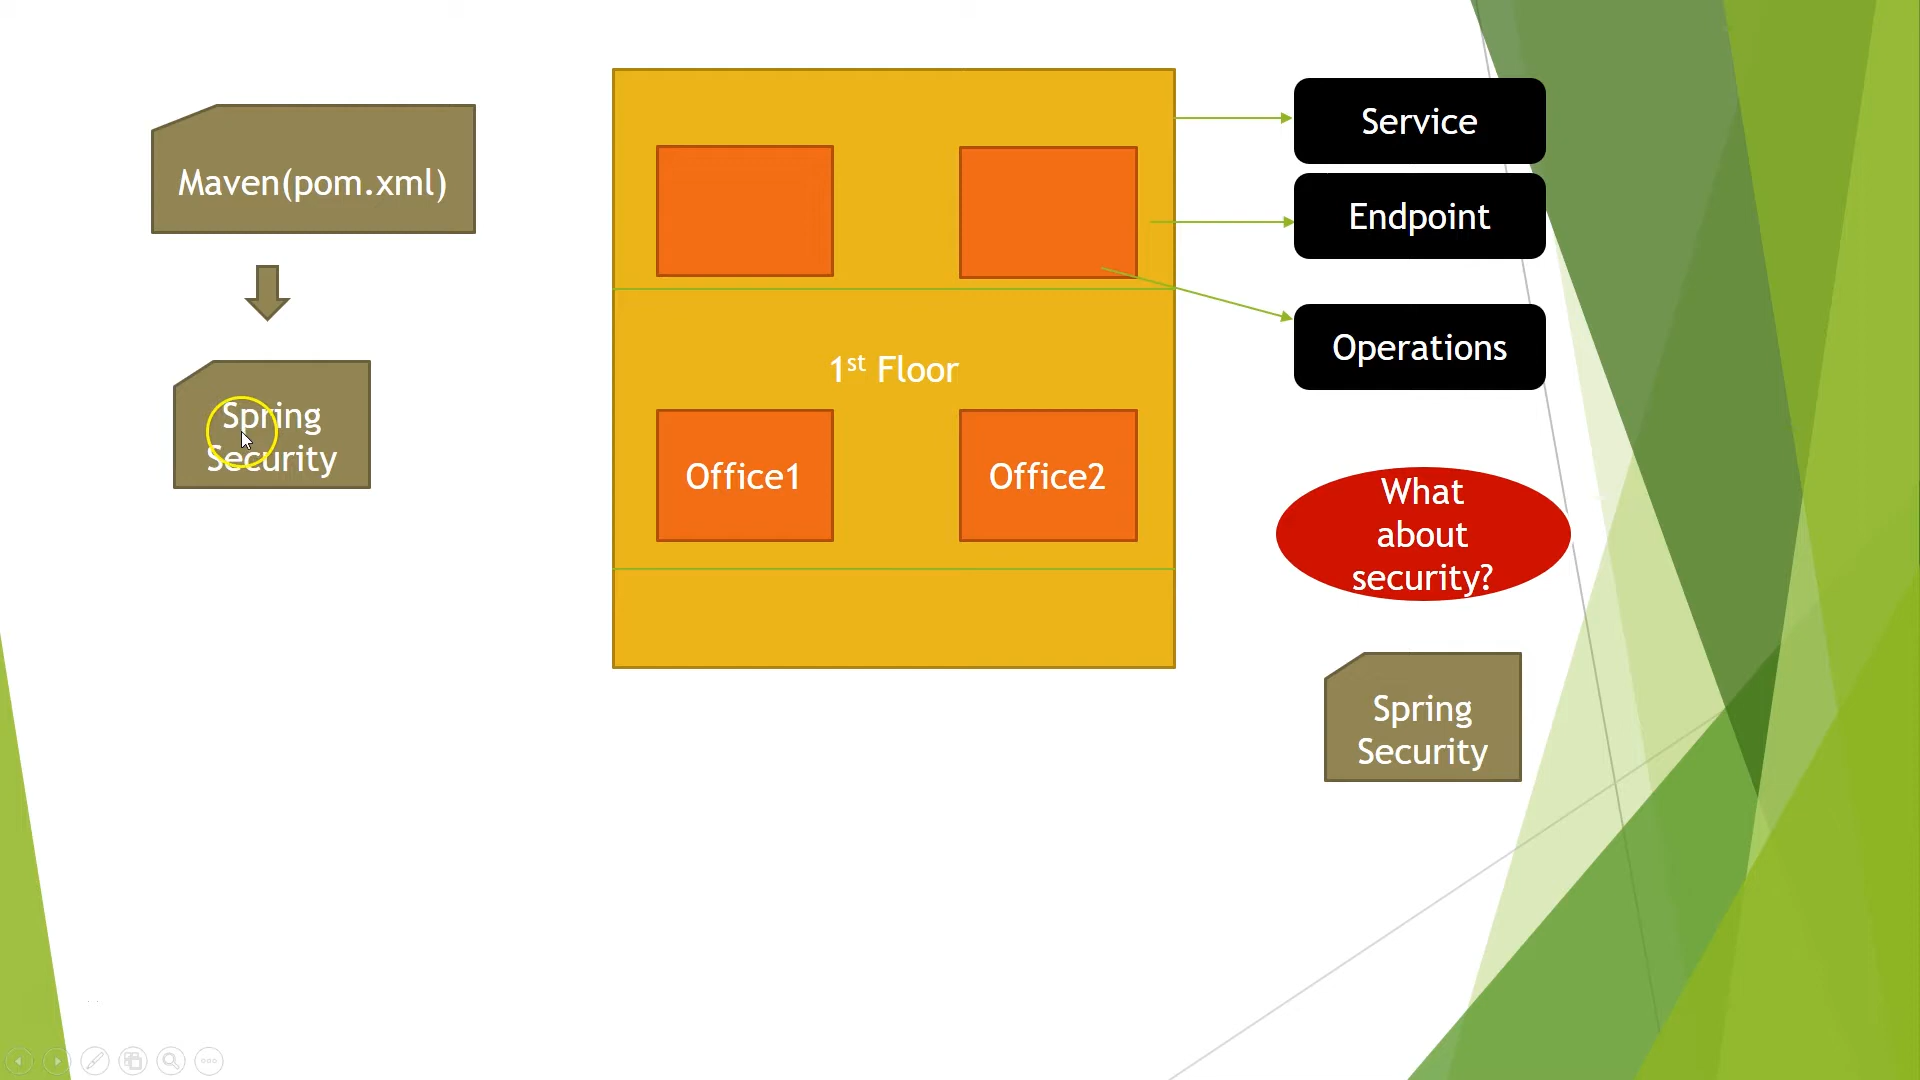 Maven(pom.xml)
Spring
Security
1st Floor
Office1
Office2
Service
Endpoint
Operations
What
about
security?
Spring
Security